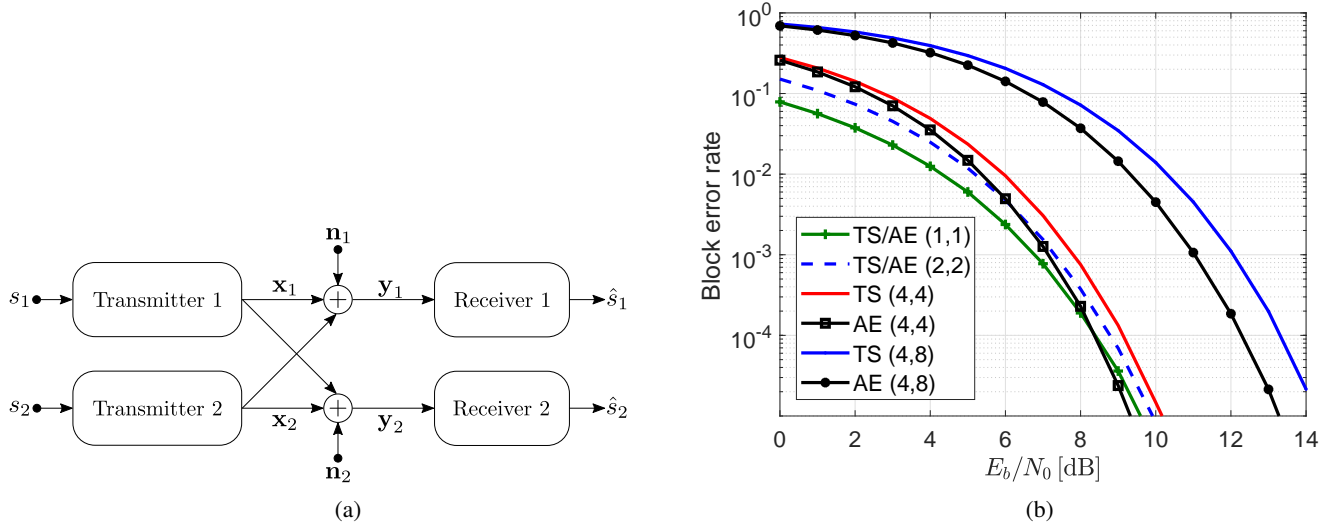 n₁
s₁ Transmitter 1 x₁ + y₁ Receiver 1 ŝ₁
s₂ Transmitter 2 x₂ + y₂ Receiver 2 ŝ₂
n₂
(a)
Block error rate
10⁰
10⁻¹
10⁻²
10⁻³
10⁻⁴
TS/AE (1,1)
TS/AE (2,2)
TS (4,4)
AE (4,4)
TS (4,8)
AE (4,8)
0 2 4 6 8 10 12 14
E_b/N₀ [dB]
(b)